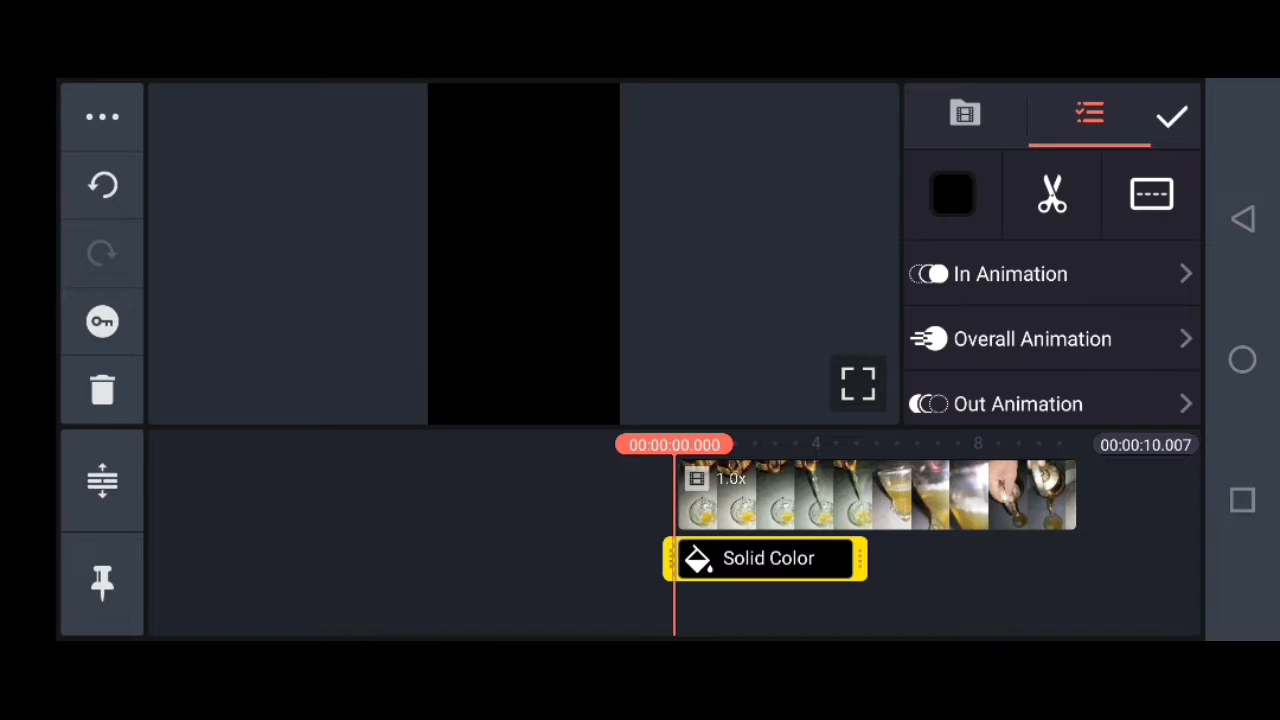 In Animation
Overall Animation
Out Animation
00:00:00.000
4
8
00:00:10.007
1.0x
Solid Color